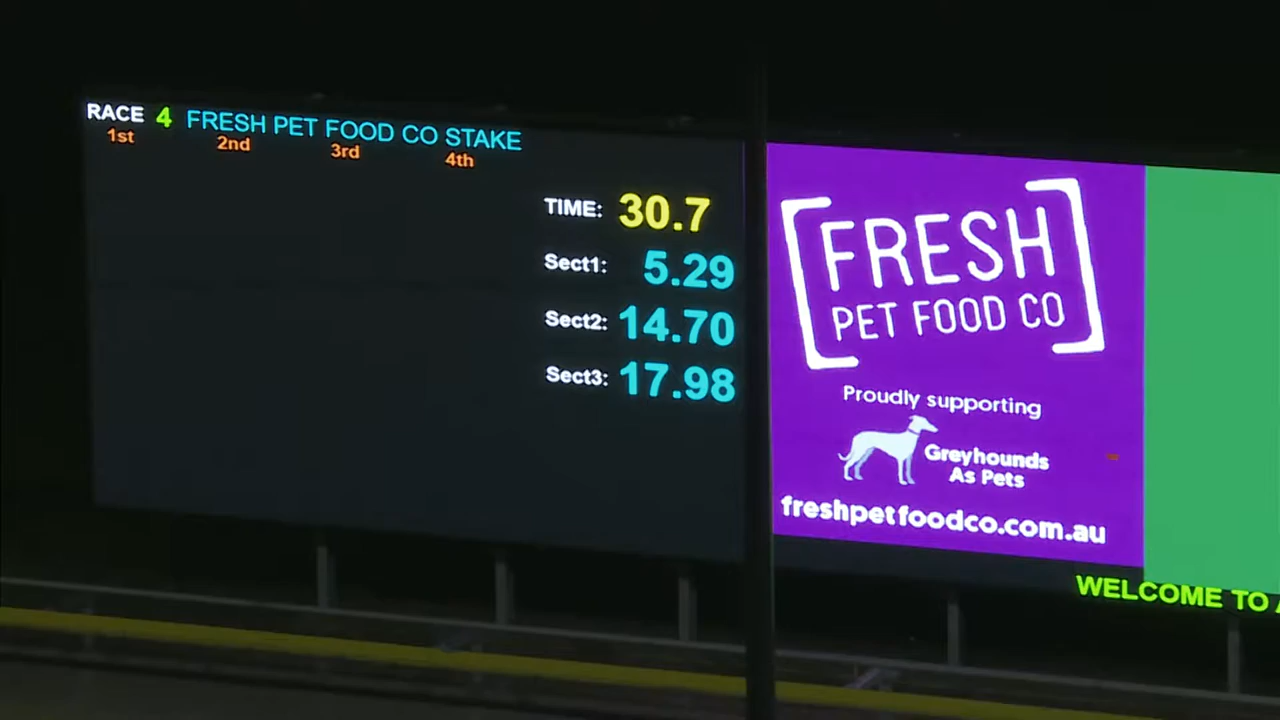 RACE 4 FRESH PET FOOD CO STAKE
1st 2nd 3rd 4th
TIME: 30.7
Sect1: 5.29
Sect2: 14.70
Sect3: 17.98
FRESH
PET FOOD CO
Proudly supporting
Greyhounds
As Pets
freshpetfoodco.com.au
WELCOME TO